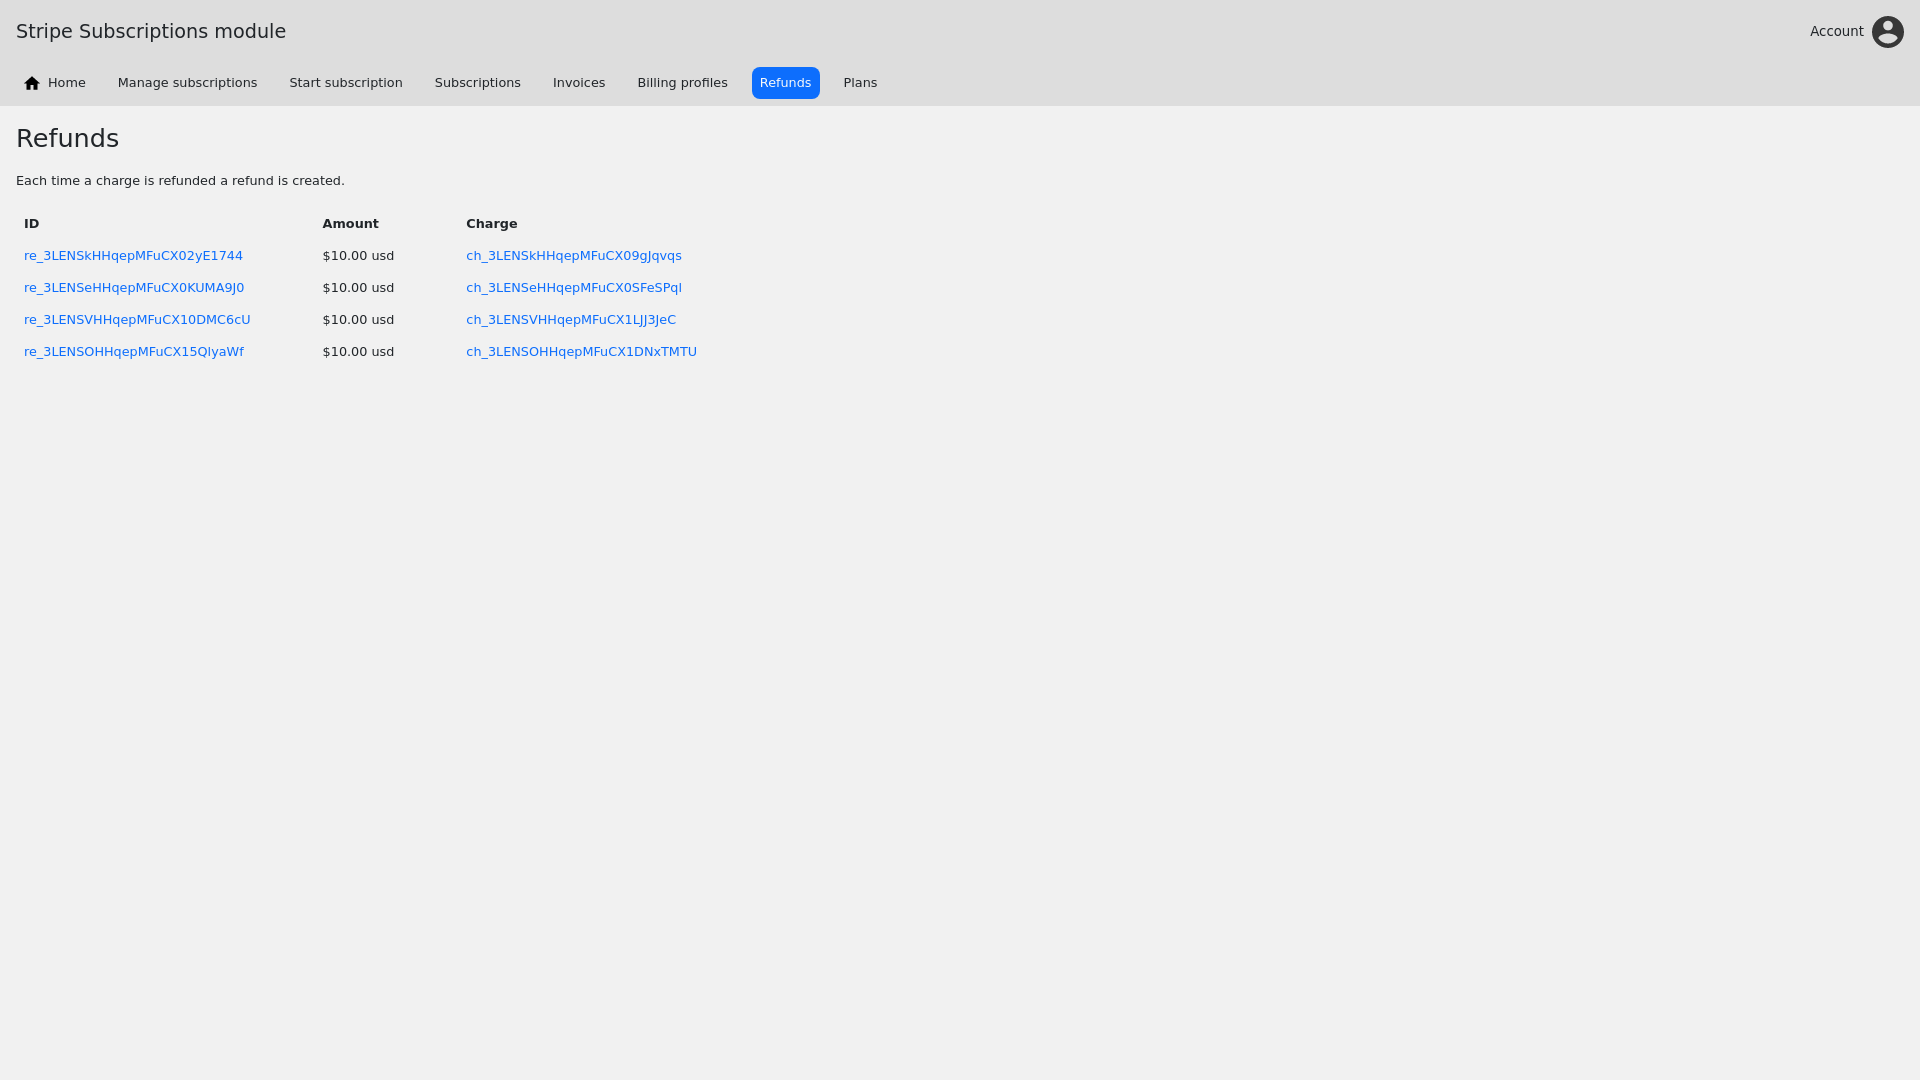 Stripe Subscriptions module
Account
Home Manage subscriptions Start subscription Subscriptions Invoices Billing profiles Refunds Plans
Refunds
Each time a charge is refunded a refund is created.
ID Amount Charge
re_3LENSkHHqepMFuCX02yE1744 $10.00 usd ch_3LENSkHHqepMFuCX09gJqvqs
re_3LENSeHHqepMFuCX0KUMA9J0 $10.00 usd ch_3LENSeHHqepMFuCX0SFeSPqI
re_3LENSVHHqepMFuCX10DMC6cU $10.00 usd ch_3LENSVHHqepMFuCX1LJJ3JeC
re_3LENSOHHqepMFuCX15QlyaWf $10.00 usd ch_3LENSOHHqepMFuCX1DNxTMTU